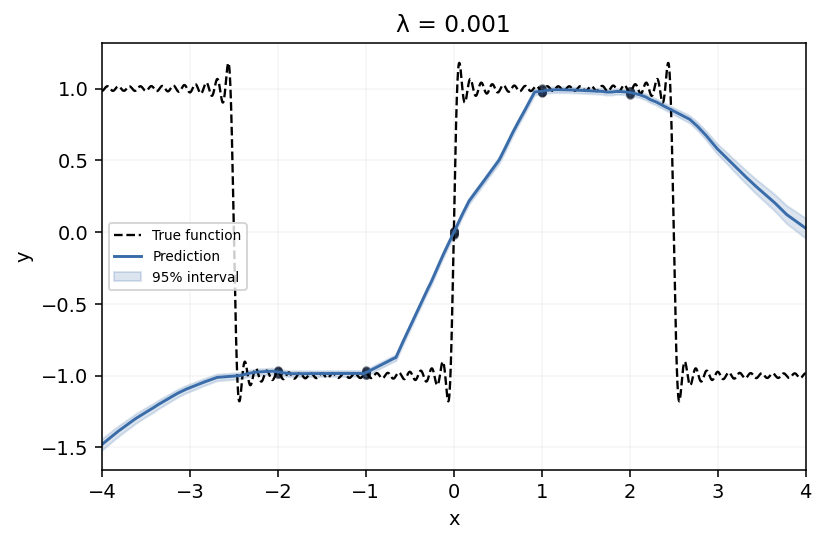 λ = 0.001
y
1.0
0.5
0.0
−0.5
−1.0
−1.5
True function
Prediction
95% interval
−4
−3
−2
−1
0
1
2
3
4
x